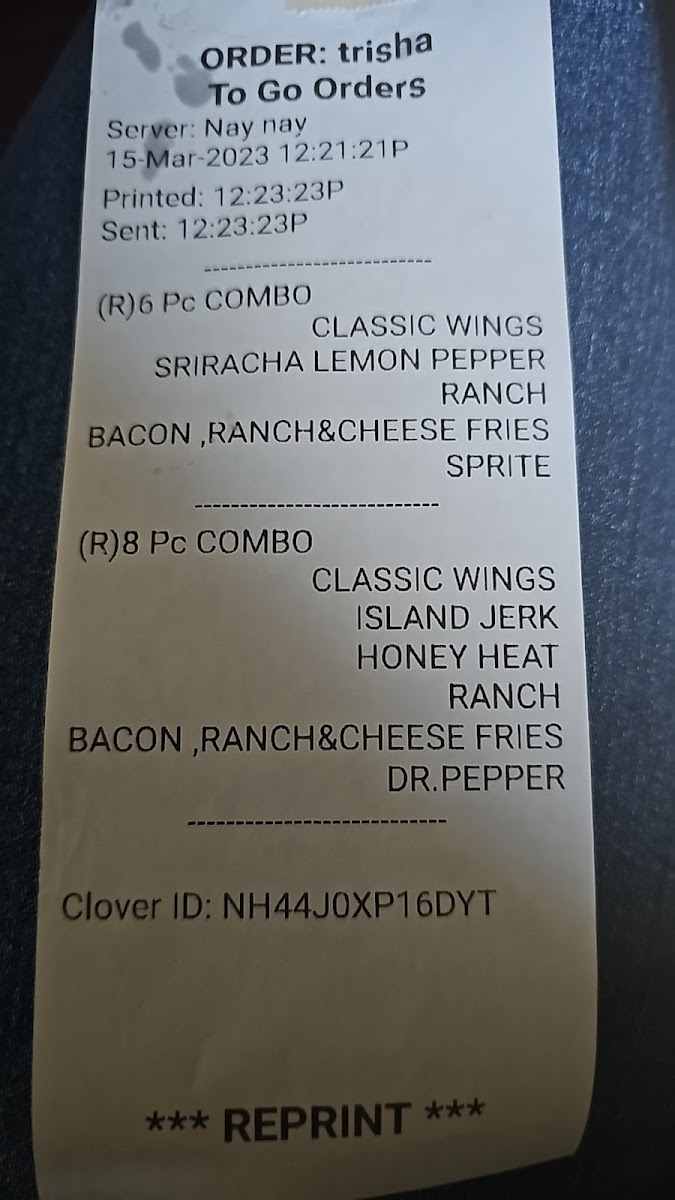 ORDER: trisha
To Go Orders
Server: Nay nay
15-Mar-2023 12:21:21P
Printed: 12:23:23P
Sent: 12:23:23P
(R)6 Pc COMBO
CLASSIC WINGS
SRIRACHA LEMON PEPPER
RANCH
BACON ,RANCH&CHEESE FRIES
SPRITE
(R)8 Pc COMBO
CLASSIC WINGS
ISLAND JERK
HONEY HEAT
RANCH
BACON ,RANCH&CHEESE FRIES
DR.PEPPER
Clover ID: NH44J0XP16DYT
*** REPRINT ***